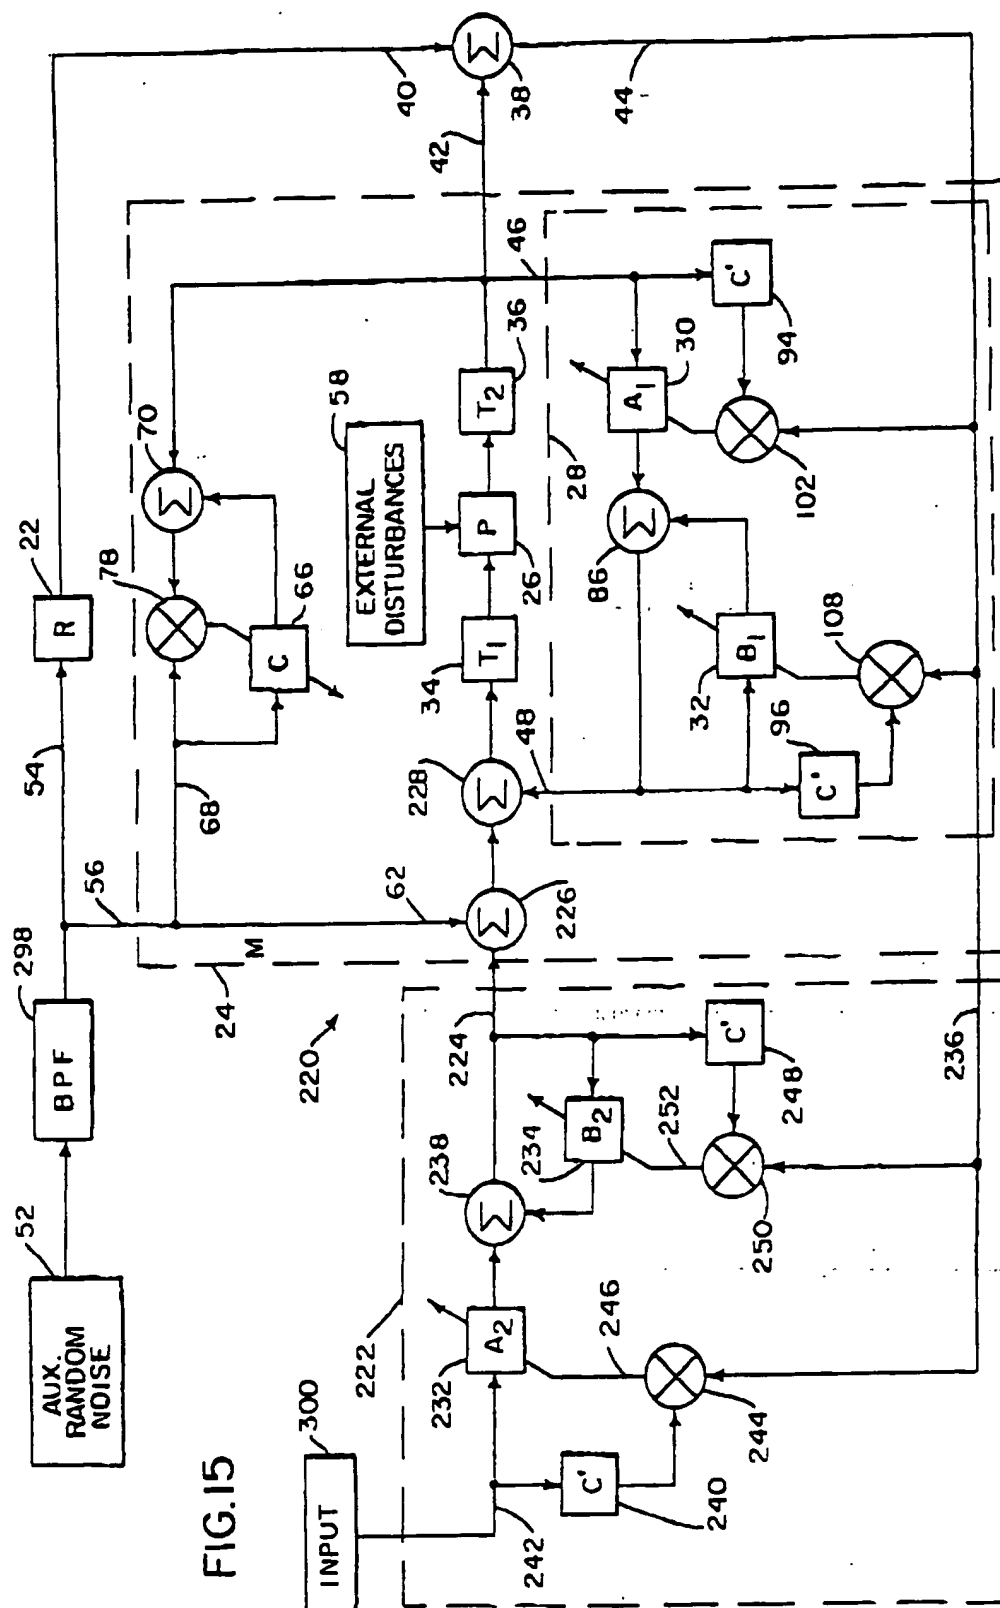 FIG.15
AUX.
RANDOM
NOISE
52
BPF
298
54
56
R
22
40
Σ
38
42
44
M
24
68
62
78
70
Σ
C
66
EXTERNAL
DISTURBANCES
58
46
220
INPUT
300
222
242
A2
232
Σ
238
224
Σ
226
Σ
228
T1
34
P
26
T2
36
B2
234
252
C'
248
250
246
244
C'
240
48
28
A1
30
Σ
86
B1
32
C'
94
102
C'
96
108
236